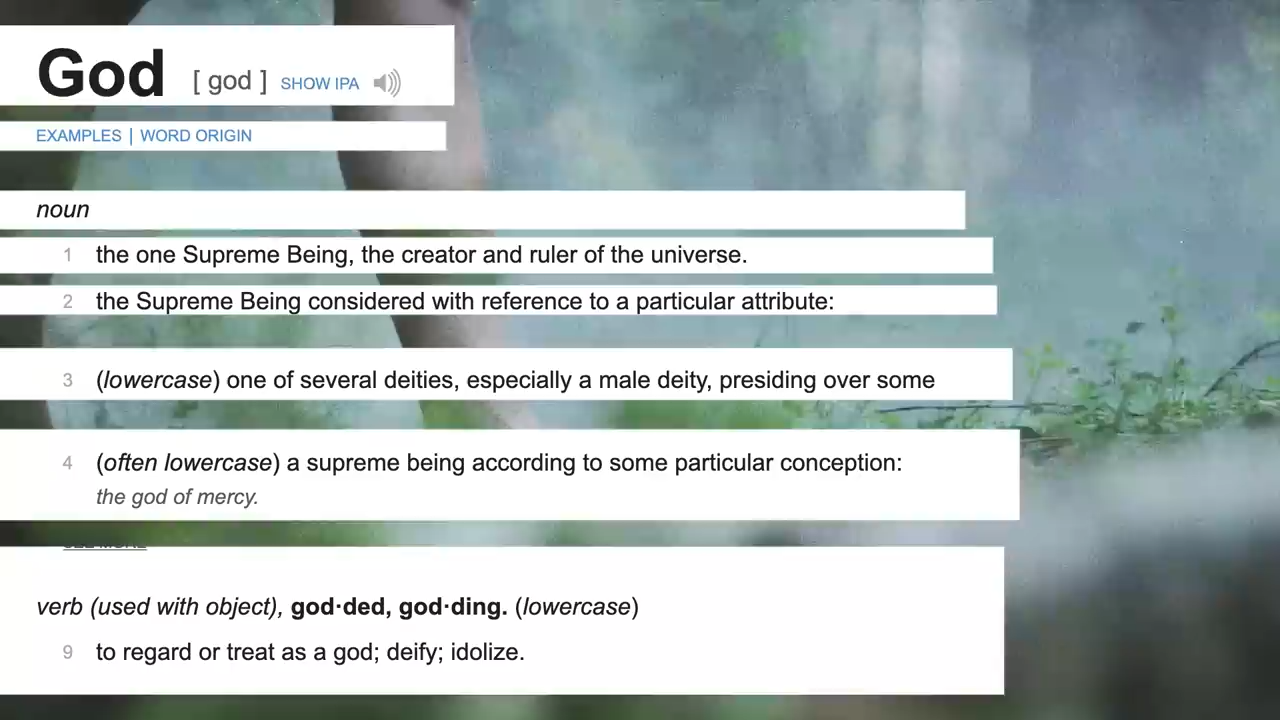 God [ god ] SHOW IPA
EXAMPLES | WORD ORIGIN
noun
1 the one Supreme Being, the creator and ruler of the universe.
2 the Supreme Being considered with reference to a particular attribute:
3 (lowercase) one of several deities, especially a male deity, presiding over some
4 (often lowercase) a supreme being according to some particular conception:
the god of mercy.
SEE MORE
verb (used with object), god·ded, god·ding. (lowercase)
9 to regard or treat as a god; deify; idolize.